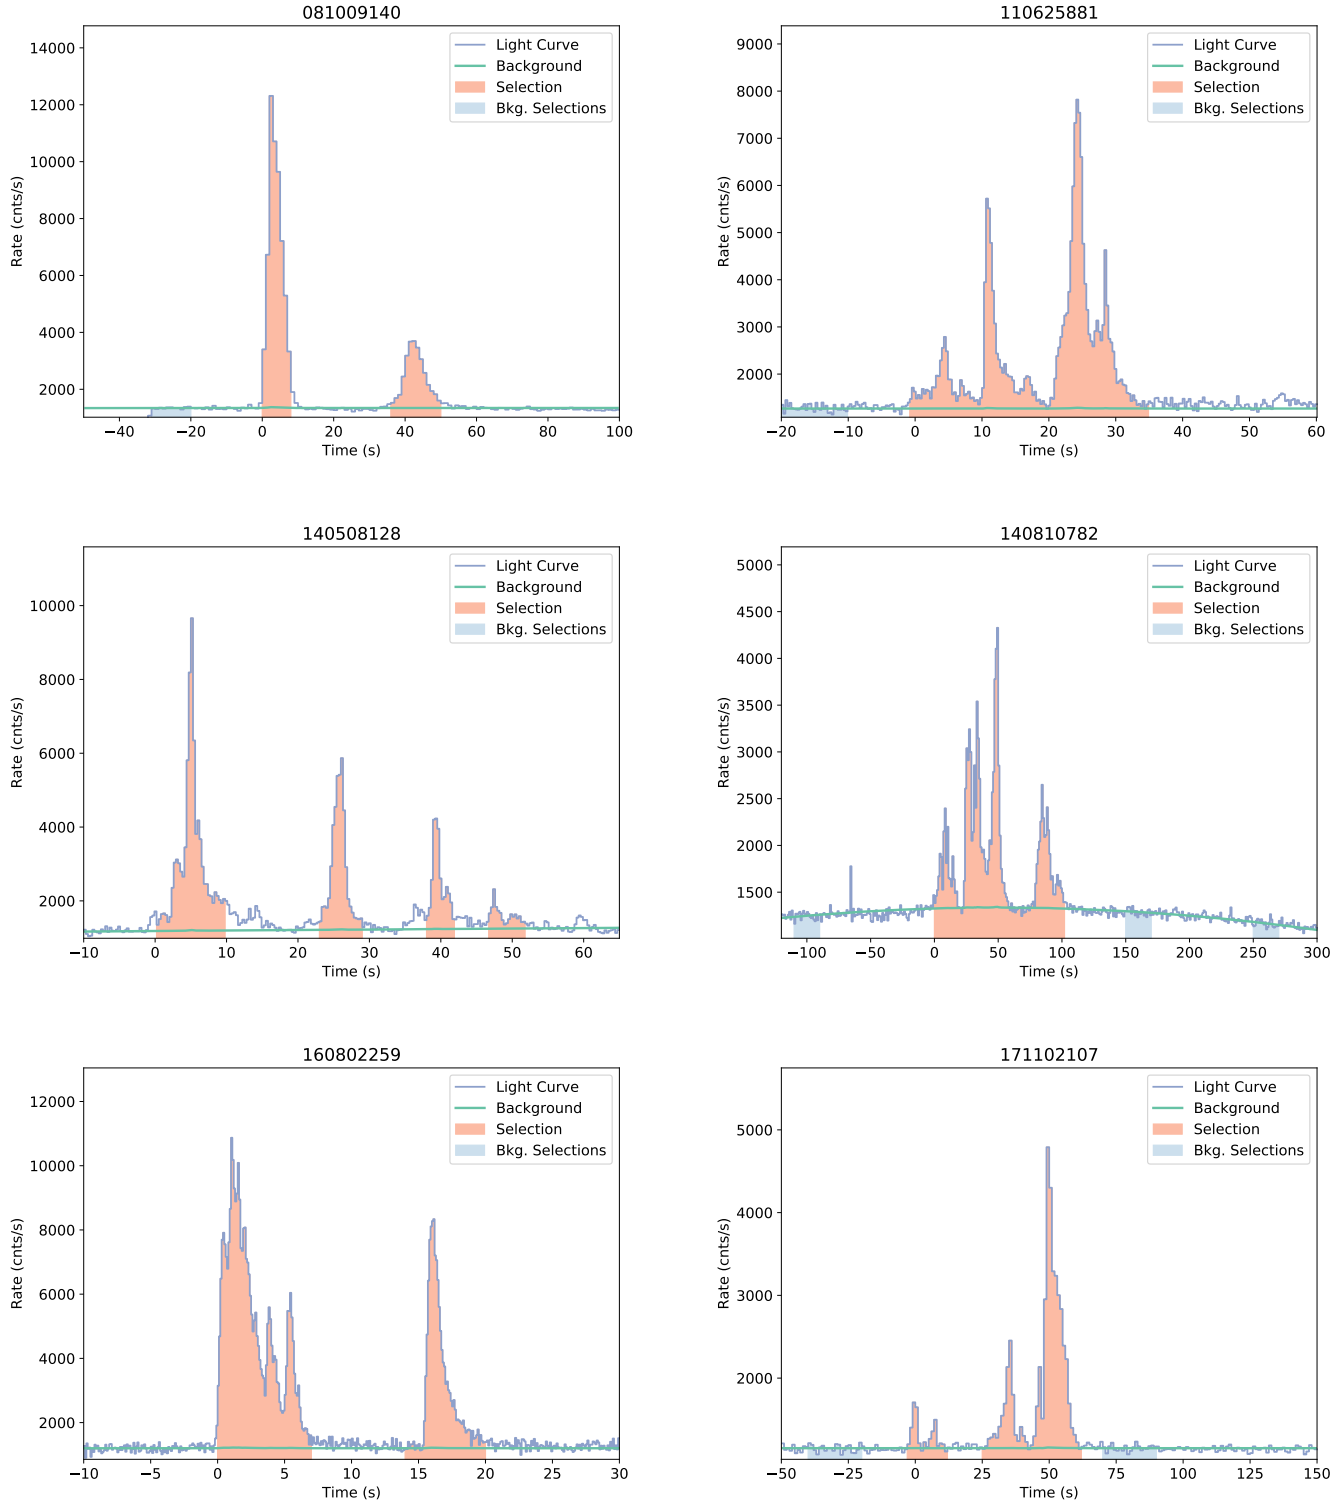 081009140
14000
12000
10000
8000
6000
4000
2000
Rate (cnts/s)
−40 −20 0 20 40 60 80 100
Time (s)
Light Curve
Background
Selection
Bkg. Selections
110625881
9000
8000
7000
6000
5000
4000
3000
2000
Rate (cnts/s)
−20 −10 0 10 20 30 40 50 60
Time (s)
Light Curve
Background
Selection
Bkg. Selections
140508128
10000
8000
6000
4000
2000
Rate (cnts/s)
−10 0 10 20 30 40 50 60
Time (s)
Light Curve
Background
Selection
Bkg. Selections
140810782
5000
4500
4000
3500
3000
2500
2000
1500
Rate (cnts/s)
−100 −50 0 50 100 150 200 250 300
Time (s)
Light Curve
Background
Selection
Bkg. Selections
160802259
12000
10000
8000
6000
4000
2000
Rate (cnts/s)
−10 −5 0 5 10 15 20 25 30
Time (s)
Light Curve
Background
Selection
Bkg. Selections
171102107
5000
4000
3000
2000
Rate (cnts/s)
−50 −25 0 25 50 75 100 125 150
Time (s)
Light Curve
Background
Selection
Bkg. Selections